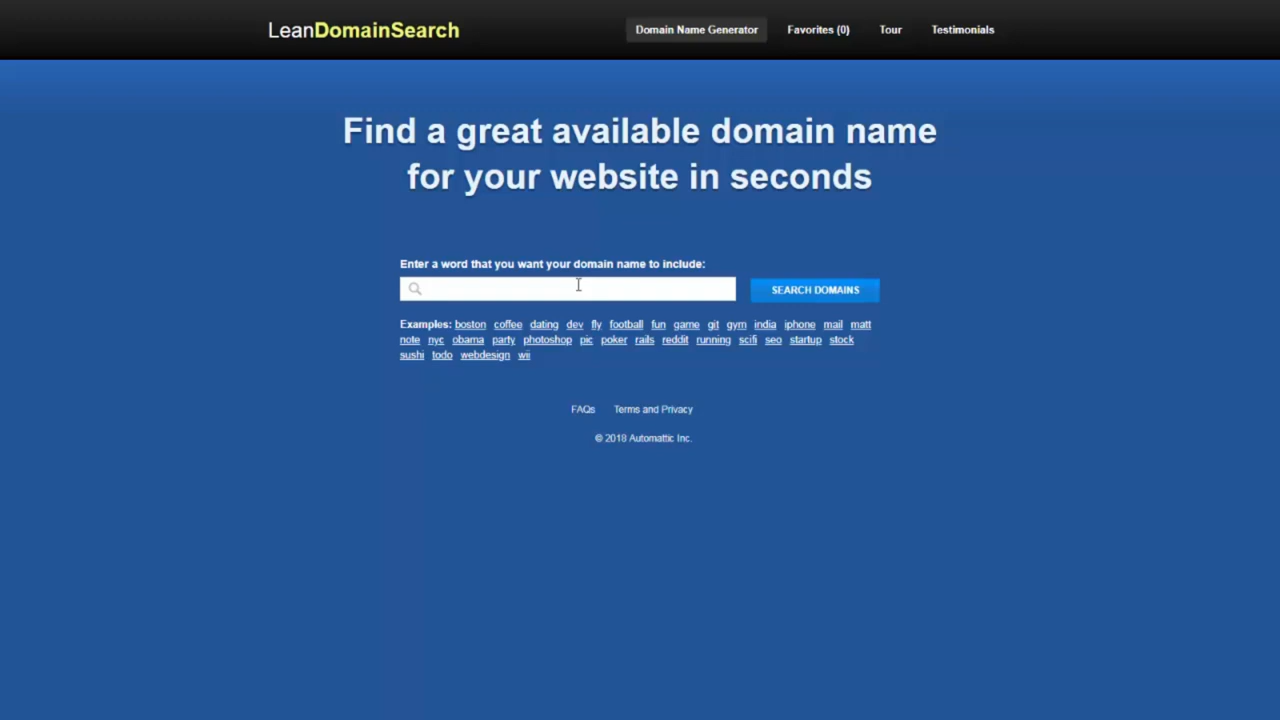 LeanDomainSearch
Domain Name Generator Favorites (0) Tour Testimonials
Find a great available domain name
for your website in seconds
Enter a word that you want your domain name to include:
SEARCH DOMAINS
Examples: boston coffee dating dev fly football fun game git gym india iphone mail matt
note nyc obama party photoshop pic poker rails reddit running scifi seo startup stock
sushi todo webdesign wii
FAQs Terms and Privacy
© 2018 Automattic Inc.